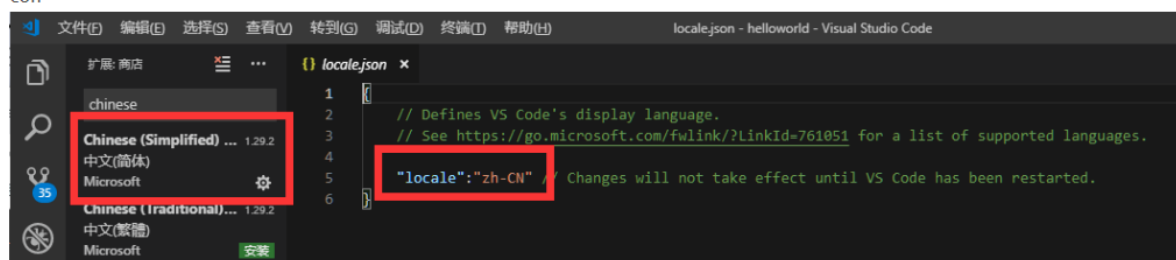 文件(F) 编辑(E) 选择(S) 查看(V) 转到(G) 调试(D) 终端(T) 帮助(H) locale.json - helloworld - Visual Studio Code
扩展: 商店
chinese
Chinese (Simplified) ... 1.29.2
中文(简体)
Microsoft
Chinese (Traditional)... 1.29.2
中文(繁體)
Microsoft 安装
35
{} locale.json ×
1 {
2 // Defines VS Code's display language.
3 // See https://go.microsoft.com/fwlink/?LinkId=761051 for a list of supported languages.
4
5 "locale":"zh-CN" // Changes will not take effect until VS Code has been restarted.
6 }